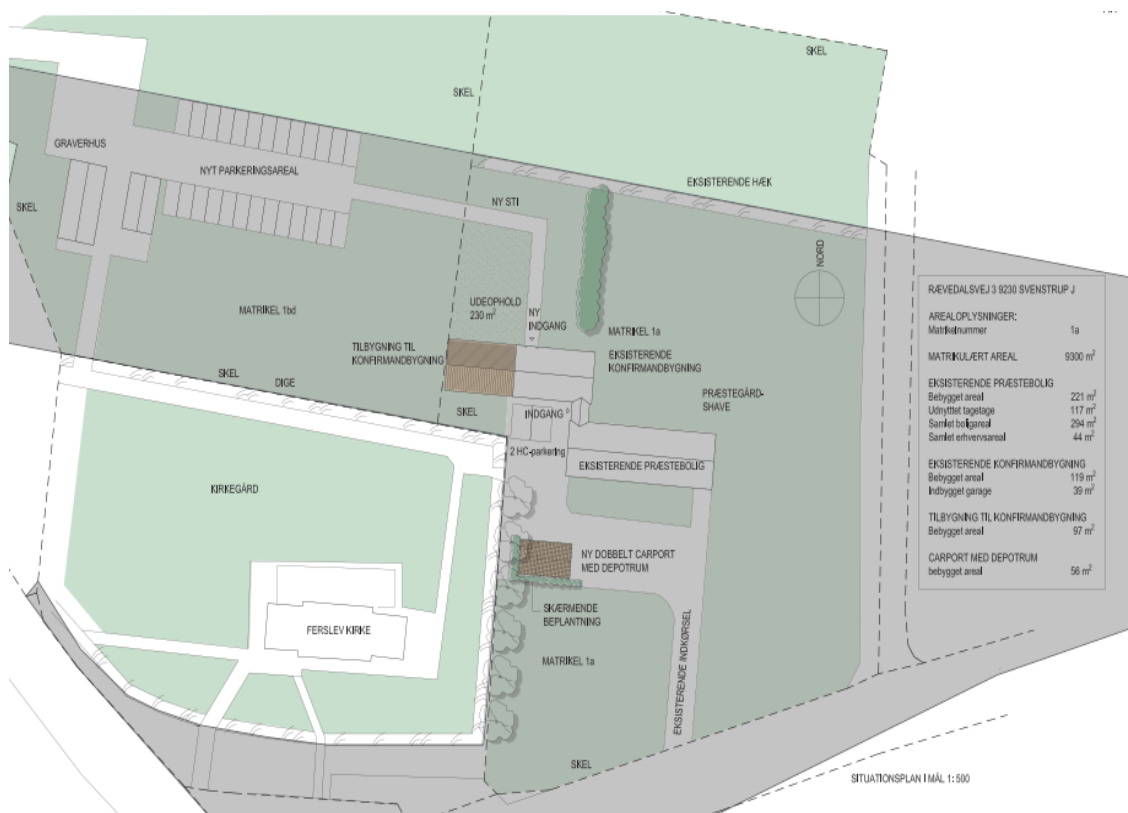 SKEL
SKEL
SKEL
GRAVERHUS
NYT PARKERINGSAREAL
EKSISTERENDE HÆK
NY STI
SKEL
NORD
MATRIKEL 1bd
UDEOPHOLD
230 m²
NY
INDGANG
MATRIKEL 1a
TILBYGNING TIL
KONFIRMANDBYGNING
EKSISTERENDE
KONFIRMANDBYGNING
SKEL
DIGE
PRÆSTEGÅRD-
SHAVE
SKEL
INDGANG
2 HC-parkering
EKSISTERENDE PRÆSTEBOLIG
KIRKEGÅRD
NY DOBBELT CARPORT
MED DEPOTRUM
SKÆRMENDE
BEPLANTNING
FERSLEV KIRKE
MATRIKEL 1a
EKSISTERENDE INDKØRSEL
SKEL
RÆVEDALSVEJ 3 9230 SVENSTRUP J
AREALOPLYSNINGER:
Matrikelnummer 1a
MATRIKULÆRT AREAL 9300 m²
EKSISTERENDE PRÆSTEBOLIG
Bebygget areal 221 m²
Udnytttet tagetage 117 m²
Samlet boligareal 294 m²
Samlet erhvervsareal 44 m²
EKSISTERENDE KONFIRMANDBYGNING
Bebygget areal 119 m²
Indbygget garage 39 m²
TILBYGNING TIL KONFIRMANDBYGNING
Bebygget areal 97 m²
CARPORT MED DEPOTRUM
bebygget areal 56 m²
SITUATIONSPLAN I MÅL 1:500